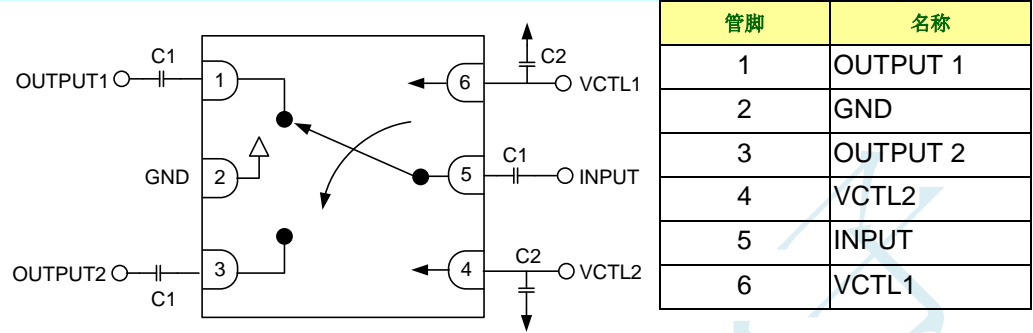 C1
OUTPUT1
1
GND
2
OUTPUT2
3
C1
C2
6
VCTL1
C1
5
INPUT
C2
4
VCTL2
管脚 名称
1 OUTPUT 1
2 GND
3 OUTPUT 2
4 VCTL2
5 INPUT
6 VCTL1